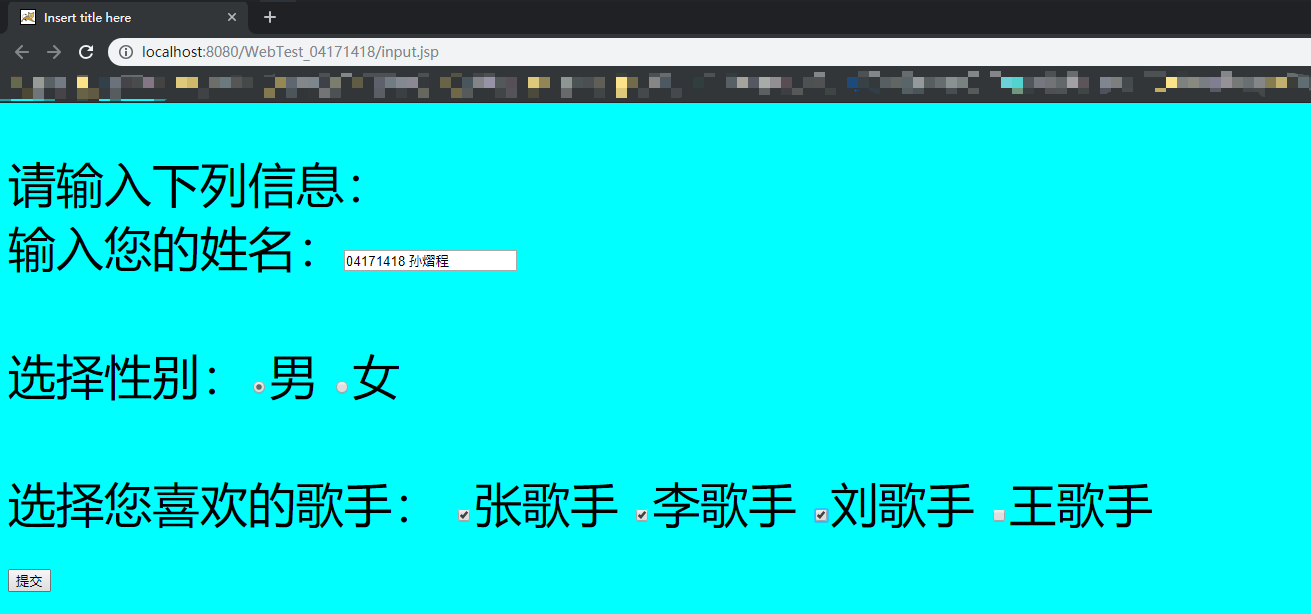 Insert title here
localhost:8080/WebTest_04171418/input.jsp
请输入下列信息：
输入您的姓名： 04171418 孙熠程
选择性别： 男 女
选择您喜欢的歌手： 张歌手 李歌手 刘歌手 王歌手
提交